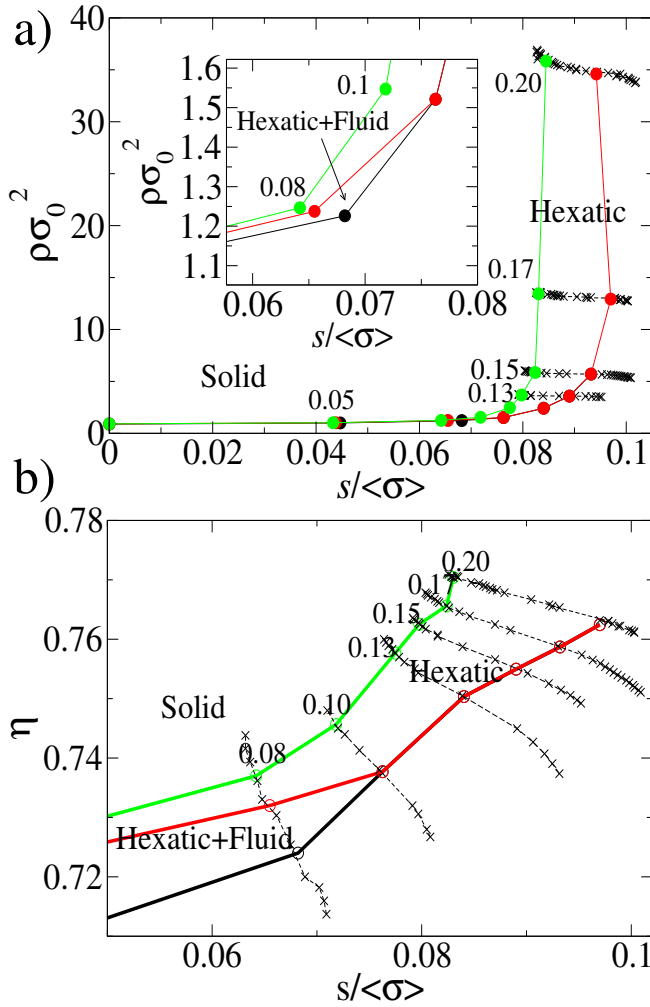 a)
40
30
20
10
0
ρσ₀²
0
0.02
0.04
0.06
0.08
0.1
s/<σ>
Solid
Hexatic
0.05
0.13
0.15
0.17
0.20
1.6
1.5
1.4
1.3
1.2
1.1
ρσ₀²
0.06
0.07
0.08
s/<σ>
0.1
Hexatic+Fluid
0.08
b)
0.78
0.76
0.74
0.72
η
0.06
0.08
0.1
s/<σ>
Solid
Hexatic
Hexatic+Fluid
0.08
0.10
0.13
0.15
0.17
0.20